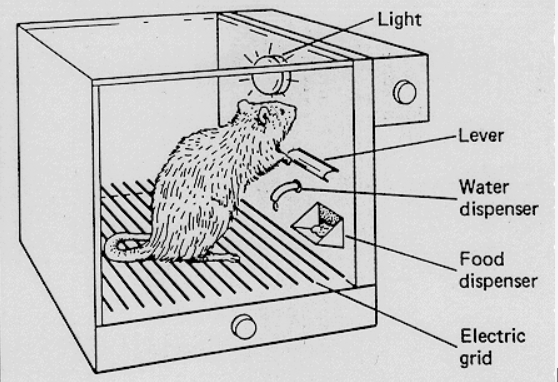 Light
Lever
Water
dispenser
Food
dispenser
Electric
grid